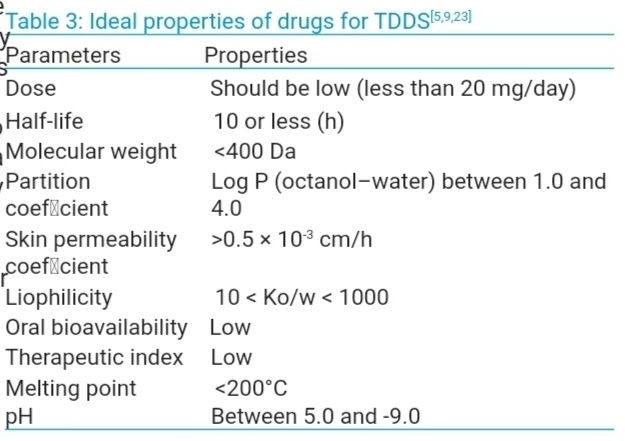 Table 3: Ideal properties of drugs for TDDS[5,9,23]
Parameters Properties
Dose Should be low (less than 20 mg/day)
Half-life 10 or less (h)
Molecular weight <400 Da
Partition Log P (octanol–water) between 1.0 and
coef▯cient 4.0
Skin permeability >0.5 × 10-3 cm/h
coef▯cient
Liophilicity 10 < Ko/w < 1000
Oral bioavailability Low
Therapeutic index Low
Melting point <200°C
pH Between 5.0 and -9.0